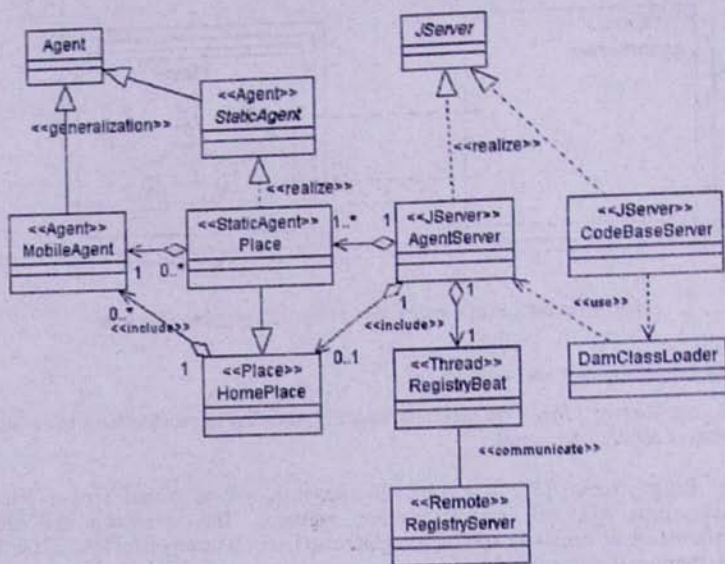 Agent
JServer
<<Agent>>
StaticAgent
<<generalization>>
<<realize>>
<<realize>>
<<Agent>>
MobileAgent
<<StaticAgent>>
Place
<<JServer>>
AgentServer
<<JServer>>
CodeBaseServer
1
0..*
1..*
1
0..*
<<include>>
1
<<Place>>
HomePlace
1
<<include>>
0..1
1
1
<<use>>
<<Thread>>
RegistryBeat
DamClassLoader
<<communicate>>
<<Remote>>
RegistryServer